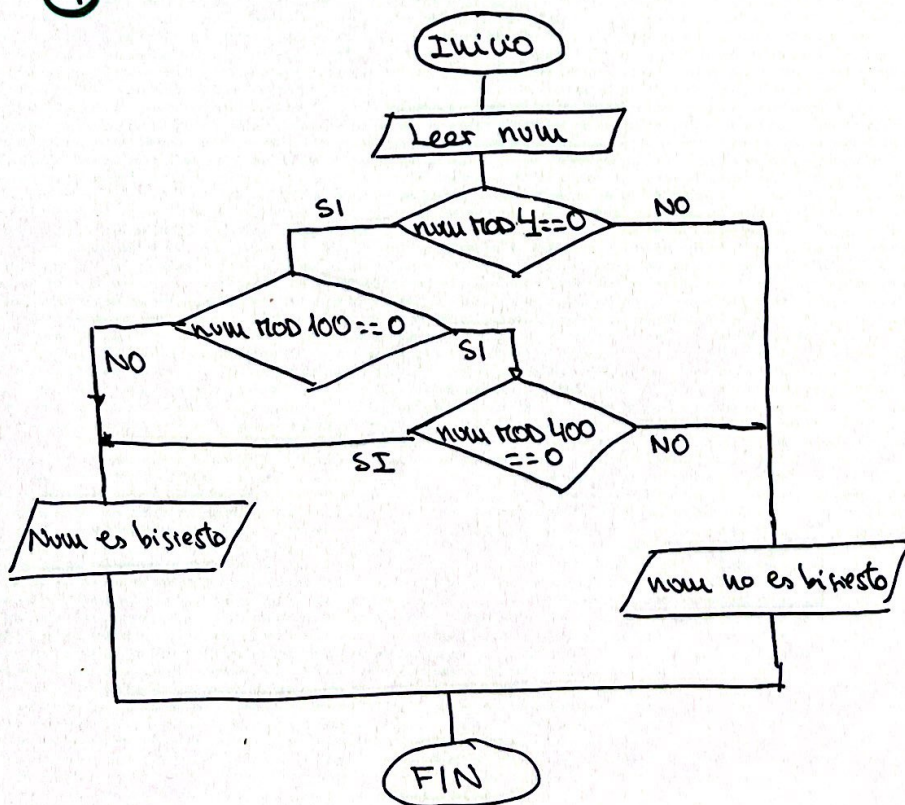 Inicio
Leer num
num MOD 4==0
SI
NO
num MOD 100==0
NO
SI
num MOD 400
==0
SI
NO
Num es bisiesto
num no es bisiesto
FIN